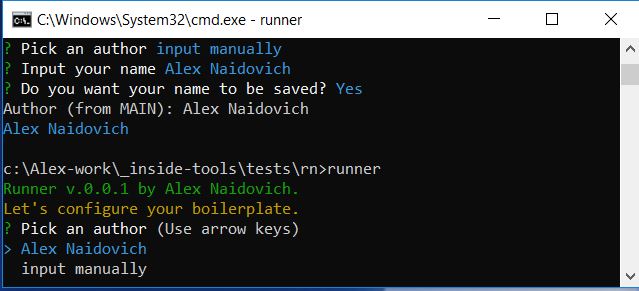 C:\Windows\System32\cmd.exe - runner
? Pick an author input manually
? Input your name Alex Naidovich
? Do you want your name to be saved? Yes
Author (from MAIN): Alex Naidovich
Alex Naidovich
c:\Alex-work\_inside-tools\tests\rn>runner
Runner v.0.0.1 by Alex Naidovich.
Let's configure your boilerplate.
? Pick an author (Use arrow keys)
> Alex Naidovich
  input manually